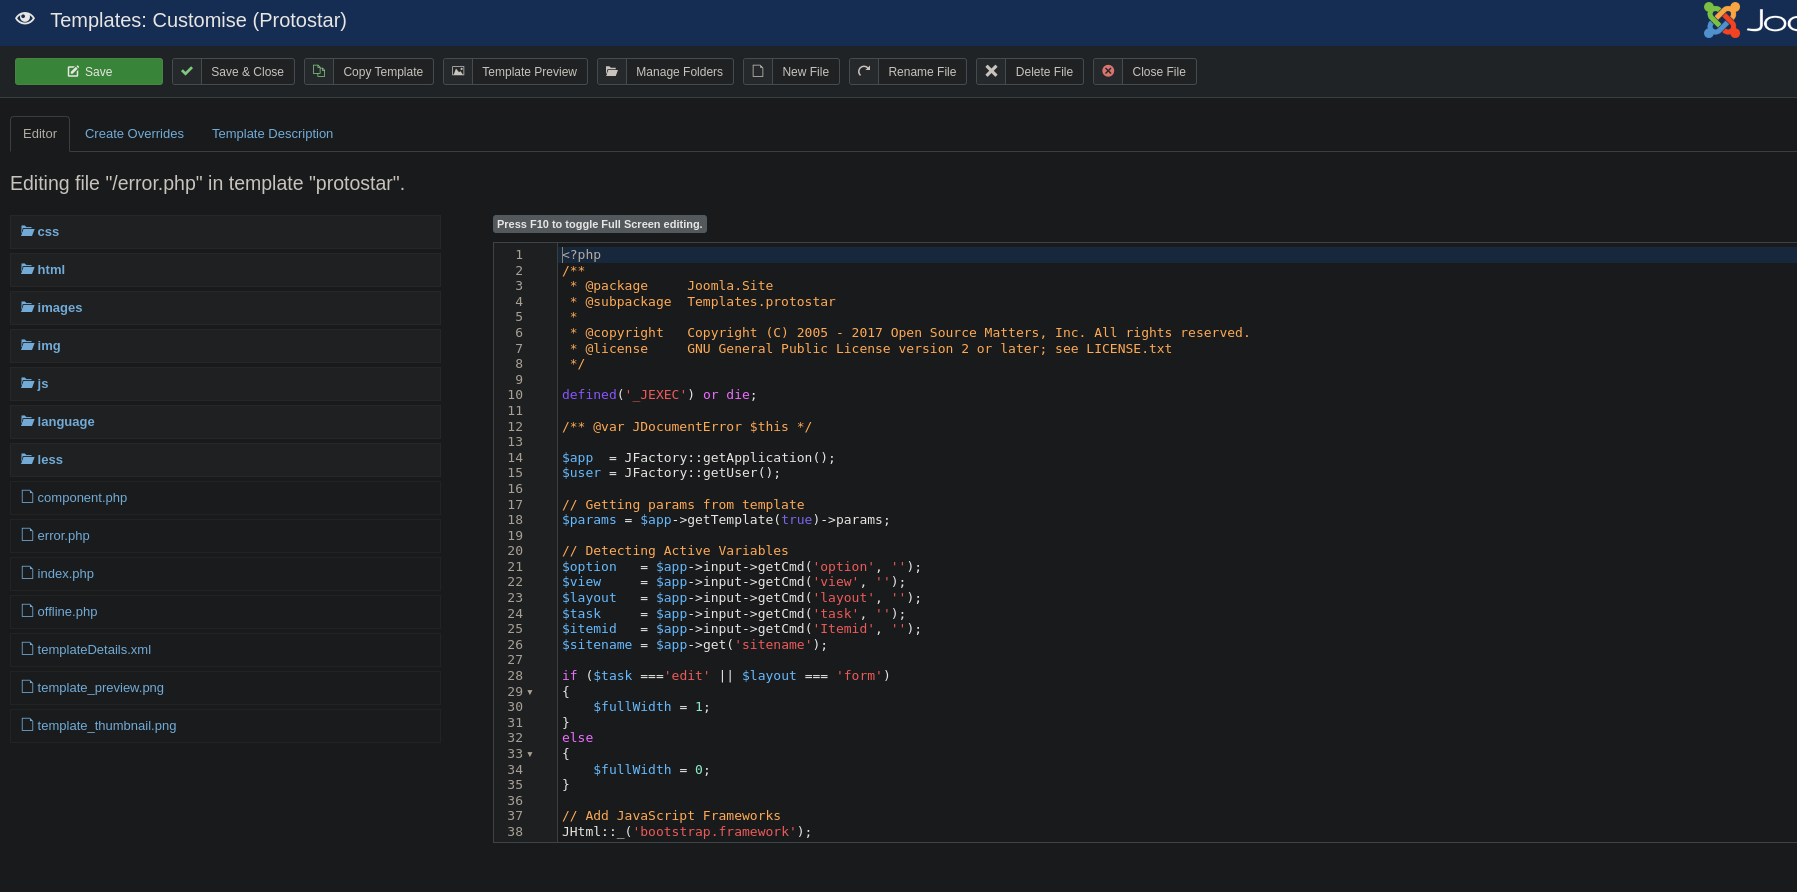 Templates: Customise (Protostar)
Save
Save & Close
Copy Template
Template Preview
Manage Folders
New File
Rename File
Delete File
Close File
Editor
Create Overrides
Template Description
Editing file "/error.php" in template "protostar".
css
html
images
img
js
language
less
component.php
error.php
index.php
offline.php
templateDetails.xml
template_preview.png
template_thumbnail.png
Press F10 to toggle Full Screen editing.
1 <?php
2 /**
3  * @package     Joomla.Site
4  * @subpackage  Templates.protostar
5  *
6  * @copyright   Copyright (C) 2005 - 2017 Open Source Matters, Inc. All rights reserved.
7  * @license     GNU General Public License version 2 or later; see LICENSE.txt
8  */
9
10 defined('_JEXEC') or die;
11
12 /** @var JDocumentError $this */
13
14 $app  = JFactory::getApplication();
15 $user = JFactory::getUser();
16
17 // Getting params from template
18 $params = $app->getTemplate(true)->params;
19
20 // Detecting Active Variables
21 $option   = $app->input->getCmd('option', '');
22 $view     = $app->input->getCmd('view', '');
23 $layout   = $app->input->getCmd('layout', '');
24 $task     = $app->input->getCmd('task', '');
25 $itemid   = $app->input->getCmd('Itemid', '');
26 $sitename = $app->get('sitename');
27
28 if ($task ==='edit' || $layout === 'form')
29 {
30     $fullWidth = 1;
31 }
32 else
33 {
34     $fullWidth = 0;
35 }
36
37 // Add JavaScript Frameworks
38 JHtml::_('bootstrap.framework');